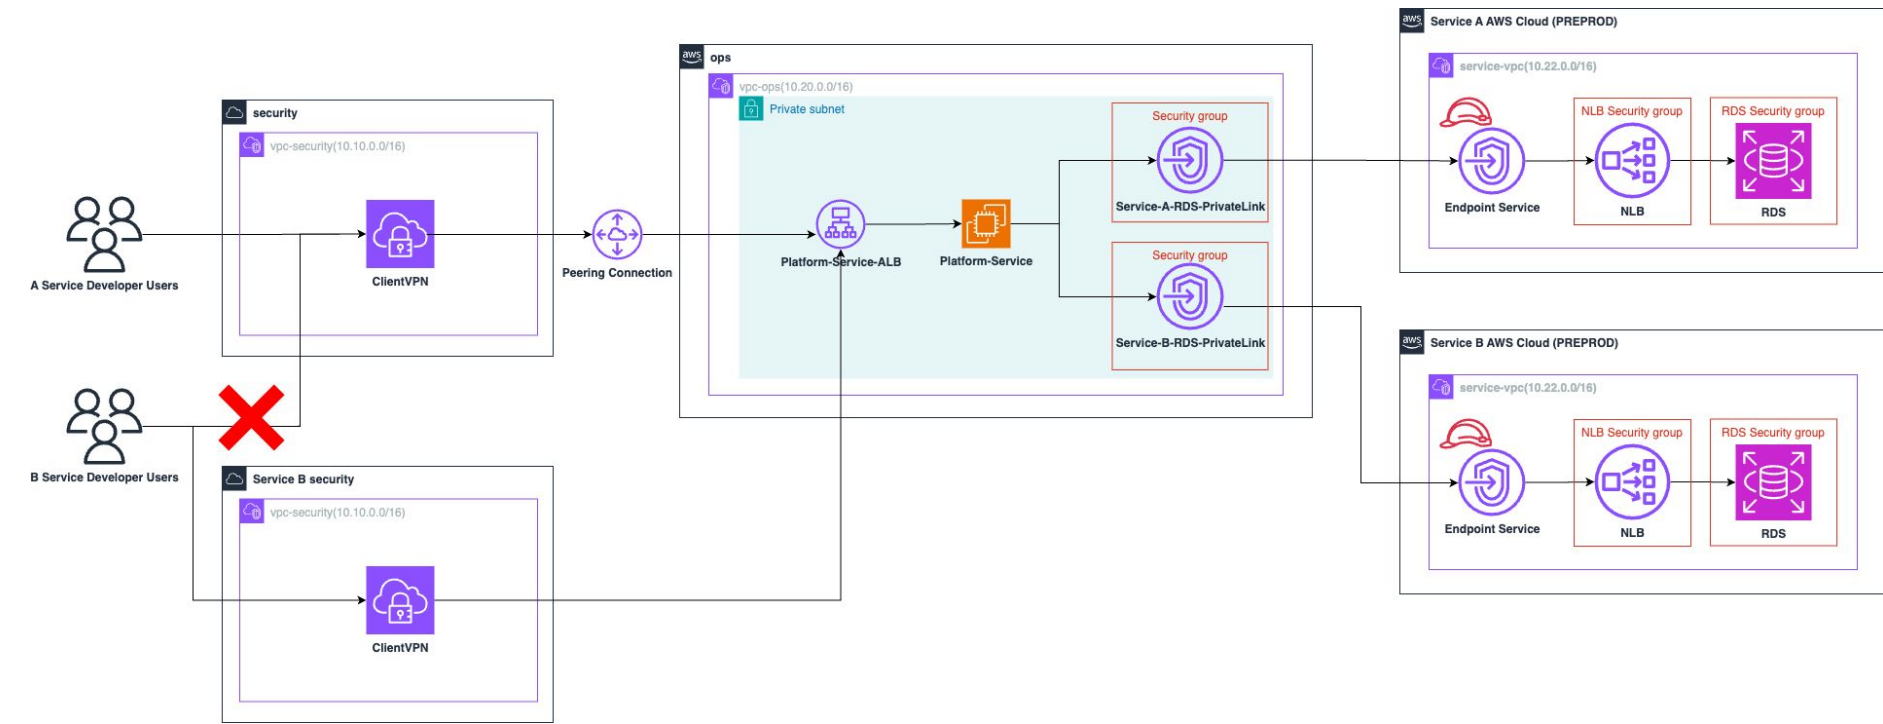 security
vpc-security(10.10.0.0/16)
ClientVPN
A Service Developer Users
B Service Developer Users
Service B security
vpc-security(10.10.0.0/16)
ClientVPN
Peering Connection
aws
ops
vpc-ops(10.20.0.0/16)
Private subnet
Platform-Service-ALB
Platform-Service
Security group
Service-A-RDS-PrivateLink
Security group
Service-B-RDS-PrivateLink
aws
Service A AWS Cloud (PREPROD)
service-vpc(10.22.0.0/16)
Endpoint Service
NLB Security group
NLB
RDS Security group
RDS
aws
Service B AWS Cloud (PREPROD)
service-vpc(10.22.0.0/16)
Endpoint Service
NLB Security group
NLB
RDS Security group
RDS